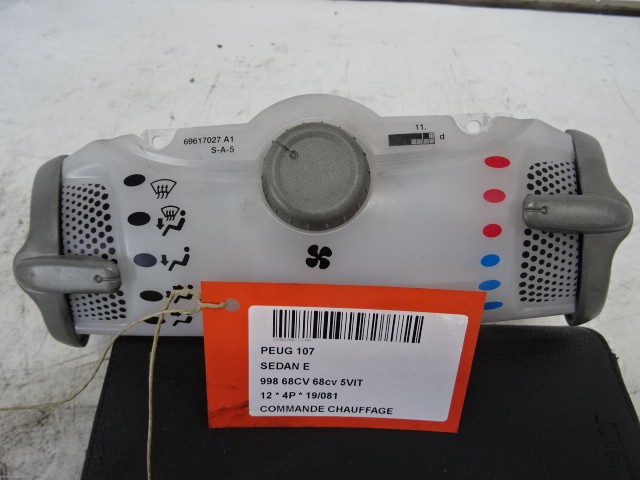 69617027 A1
S-A-5
11.
d
PEUG 107
SEDAN E
998 68CV 68cv 5VIT
12 * 4P * 19/081
COMMANDE CHAUFFAGE